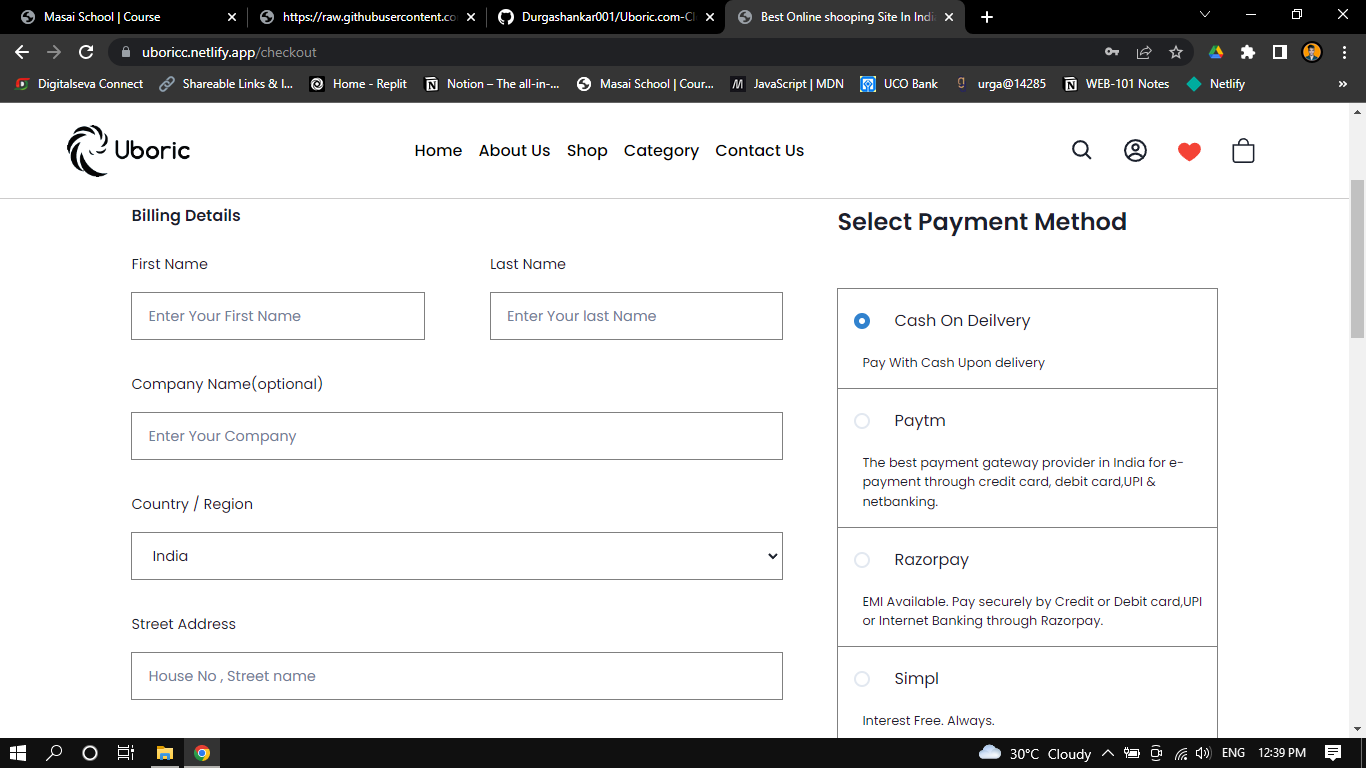 Masai School | Course
https://raw.githubusercontent.co
Durgashankar001/Uboric.com-Cl
Best Online shooping Site In Indi
uboricc.netlify.app/checkout
Digitalseva Connect
Shareable Links & I...
Home - Replit
Notion – The all-in-...
Masai School | Cour...
JavaScript | MDN
UCO Bank
urga@14285
WEB-101 Notes
Netlify
»
Uboric
Home About Us Shop Category Contact Us
Billing Details
First Name
Last Name
Enter Your First Name
Enter Your last Name
Company Name(optional)
Enter Your Company
Country / Region
India
Street Address
House No , Street name
Select Payment Method
Cash On Deilvery
Pay With Cash Upon delivery
Paytm
The best payment gateway provider in India for e-
payment through credit card, debit card,UPI &
netbanking.
Razorpay
EMI Available. Pay securely by Credit or Debit card,UPI
or Internet Banking through Razorpay.
Simpl
Interest Free. Always.
30°C Cloudy
ENG
12:39 PM